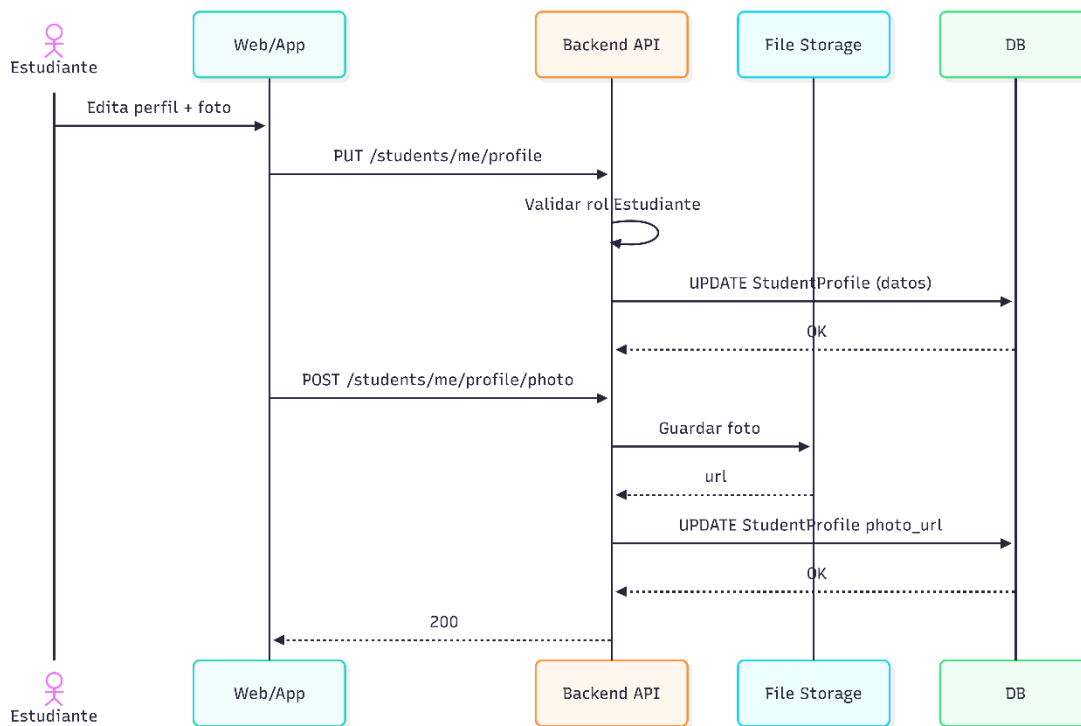 Estudiante
Web/App
Backend API
File Storage
DB
Edita perfil + foto
PUT /students/me/profile
Validar rol Estudiante
UPDATE StudentProfile (datos)
OK
POST /students/me/profile/photo
Guardar foto
url
UPDATE StudentProfile photo_url
OK
200
Estudiante
Web/App
Backend API
File Storage
DB